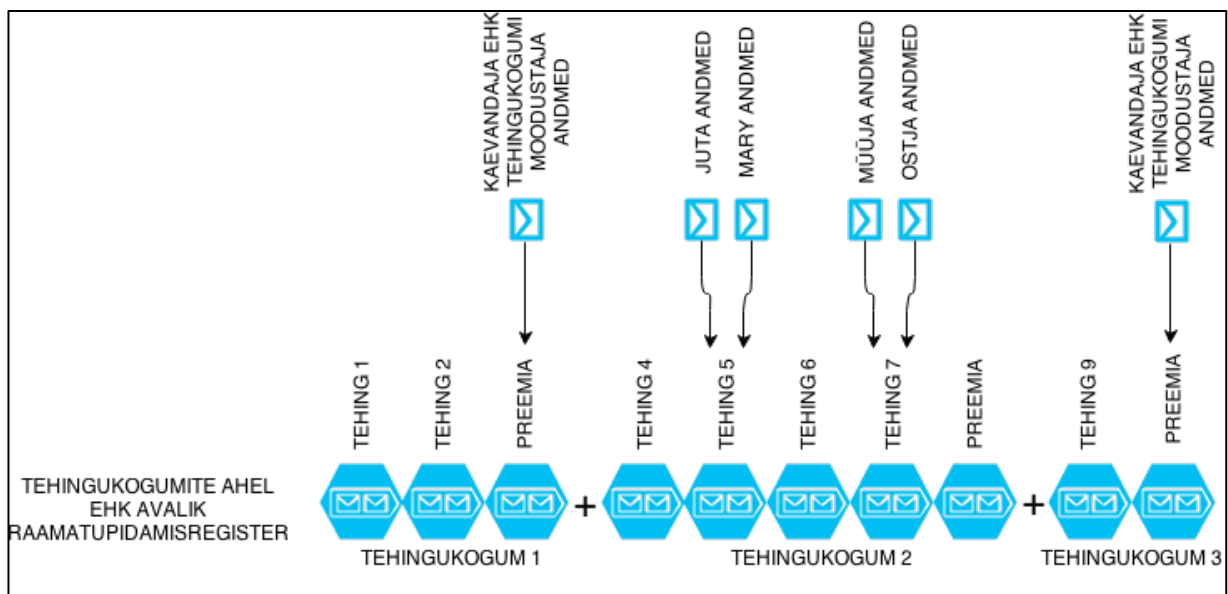 KAEVANDAJA EHK
TEHINGUKOGUMI
MOODUSTAJA
ANDMED
JUTA ANDMED
MARY ANDMED
MÜÜJA ANDMED
OSTJA ANDMED
KAEVANDAJA EHK
TEHINGUKOGUMI
MOODUSTAJA
ANDMED
TEHING 1
TEHING 2
PREEMIA
TEHING 4
TEHING 5
TEHING 6
TEHING 7
PREEMIA
TEHING 9
PREEMIA
TEHINGUKOGUMITE AHEL
EHK AVALIK
RAAMATUPIDAMISREGISTER
+
+
TEHINGUKOGUM 1
TEHINGUKOGUM 2
TEHINGUKOGUM 3